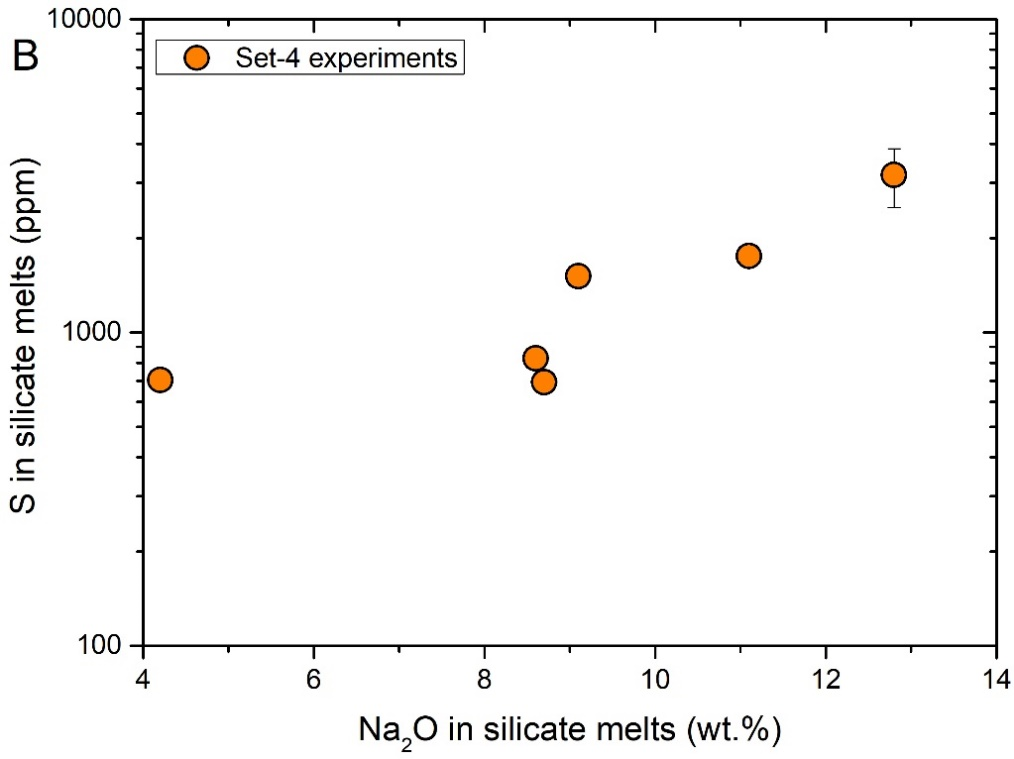 B
Set-4 experiments
S in silicate melts (ppm)
10000
1000
100
4 6 8 10 12 14
Na₂O in silicate melts (wt.%)